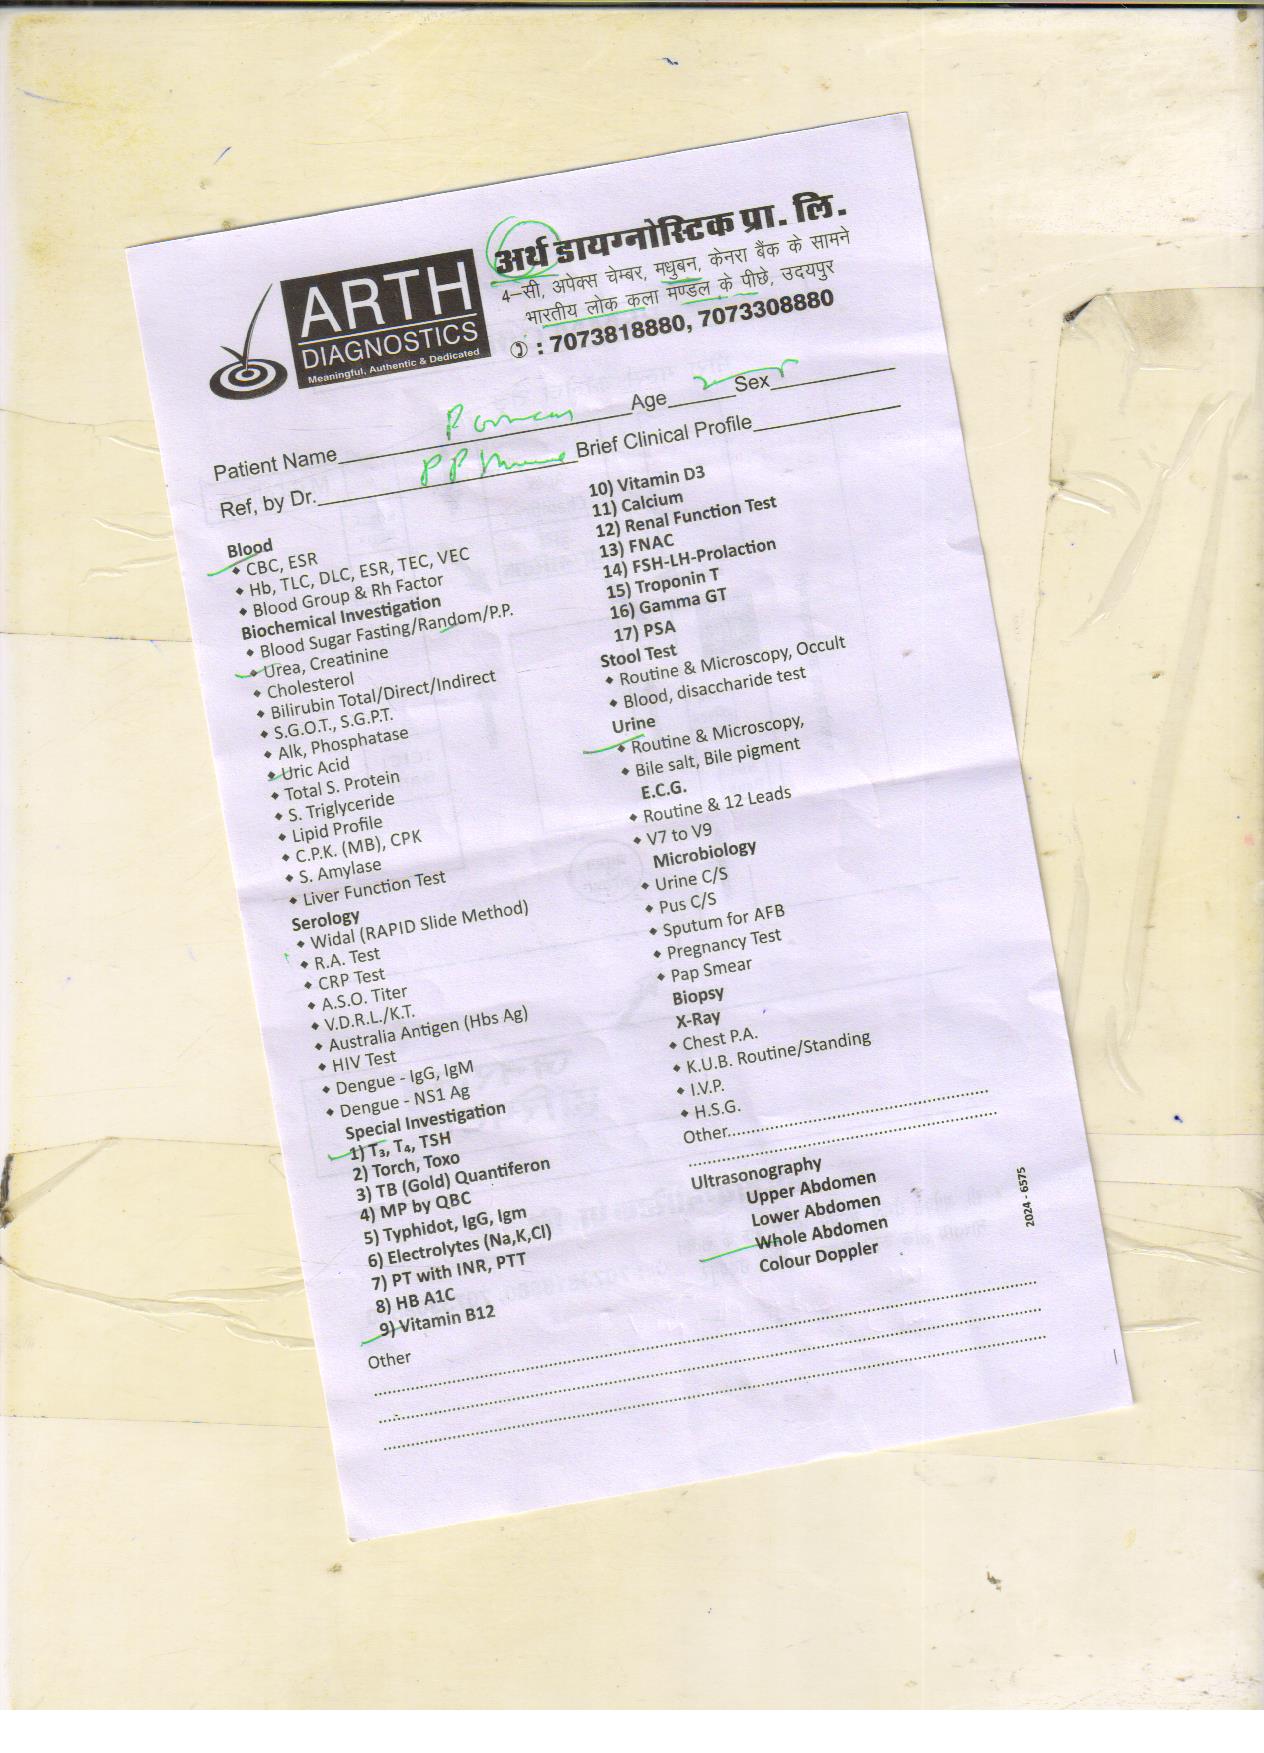 ARTH
DIAGNOSTICS
Meaningful, Authentic & Dedicated
अर्थ डायग्नोस्टिक प्रा. लि.
4-सी, अपेक्स चेम्बर, मधुबन, केनरा बैंक के सामने
भारतीय लोक कला मण्डल के पीछे, उदयपुर
✆ : 7073818880, 7073308880
Patient Name Age Sex
Ref, by Dr. Brief Clinical Profile
Blood
◆ CBC, ESR
◆ Hb, TLC, DLC, ESR, TEC, VEC
◆ Blood Group & Rh Factor
Biochemical Investigation
◆ Blood Sugar Fasting/Random/P.P.
◆ Urea, Creatinine
◆ Cholesterol
◆ Bilirubin Total/Direct/Indirect
◆ S.G.O.T., S.G.P.T.
◆ Alk, Phosphatase
◆ Uric Acid
◆ Total S. Protein
◆ S. Triglyceride
◆ Lipid Profile
◆ C.P.K. (MB), CPK
◆ S. Amylase
◆ Liver Function Test
Serology
◆ Widal (RAPID Slide Method)
◆ R.A. Test
◆ CRP Test
◆ A.S.O. Titer
◆ V.D.R.L./K.T.
◆ Australia Antigen (Hbs Ag)
◆ HIV Test
◆ Dengue - IgG, IgM
◆ Dengue - NS1 Ag
Special Investigation
1) T₃, T₄, TSH
2) Torch, Toxo
3) TB (Gold) Quantiferon
4) MP by QBC
5) Typhidot, IgG, Igm
6) Electrolytes (Na,K,Cl)
7) PT with INR, PTT
8) HB A1C
9) Vitamin B12
Other
10) Vitamin D3
11) Calcium
12) Renal Function Test
13) FNAC
14) FSH-LH-Prolaction
15) Troponin T
16) Gamma GT
17) PSA
Stool Test
◆ Routine & Microscopy, Occult
◆ Blood, disaccharide test
Urine
◆ Routine & Microscopy,
◆ Bile salt, Bile pigment
E.C.G.
◆ Routine & 12 Leads
◆ V7 to V9
Microbiology
◆ Urine C/S
◆ Pus C/S
◆ Sputum for AFB
◆ Pregnancy Test
◆ Pap Smear
Biopsy
X-Ray
◆ Chest P.A.
◆ K.U.B. Routine/Standing
◆ I.V.P.
◆ H.S.G.
Other
Ultrasonography
Upper Abdomen
Lower Abdomen
Whole Abdomen
Colour Doppler
2024 - 6575